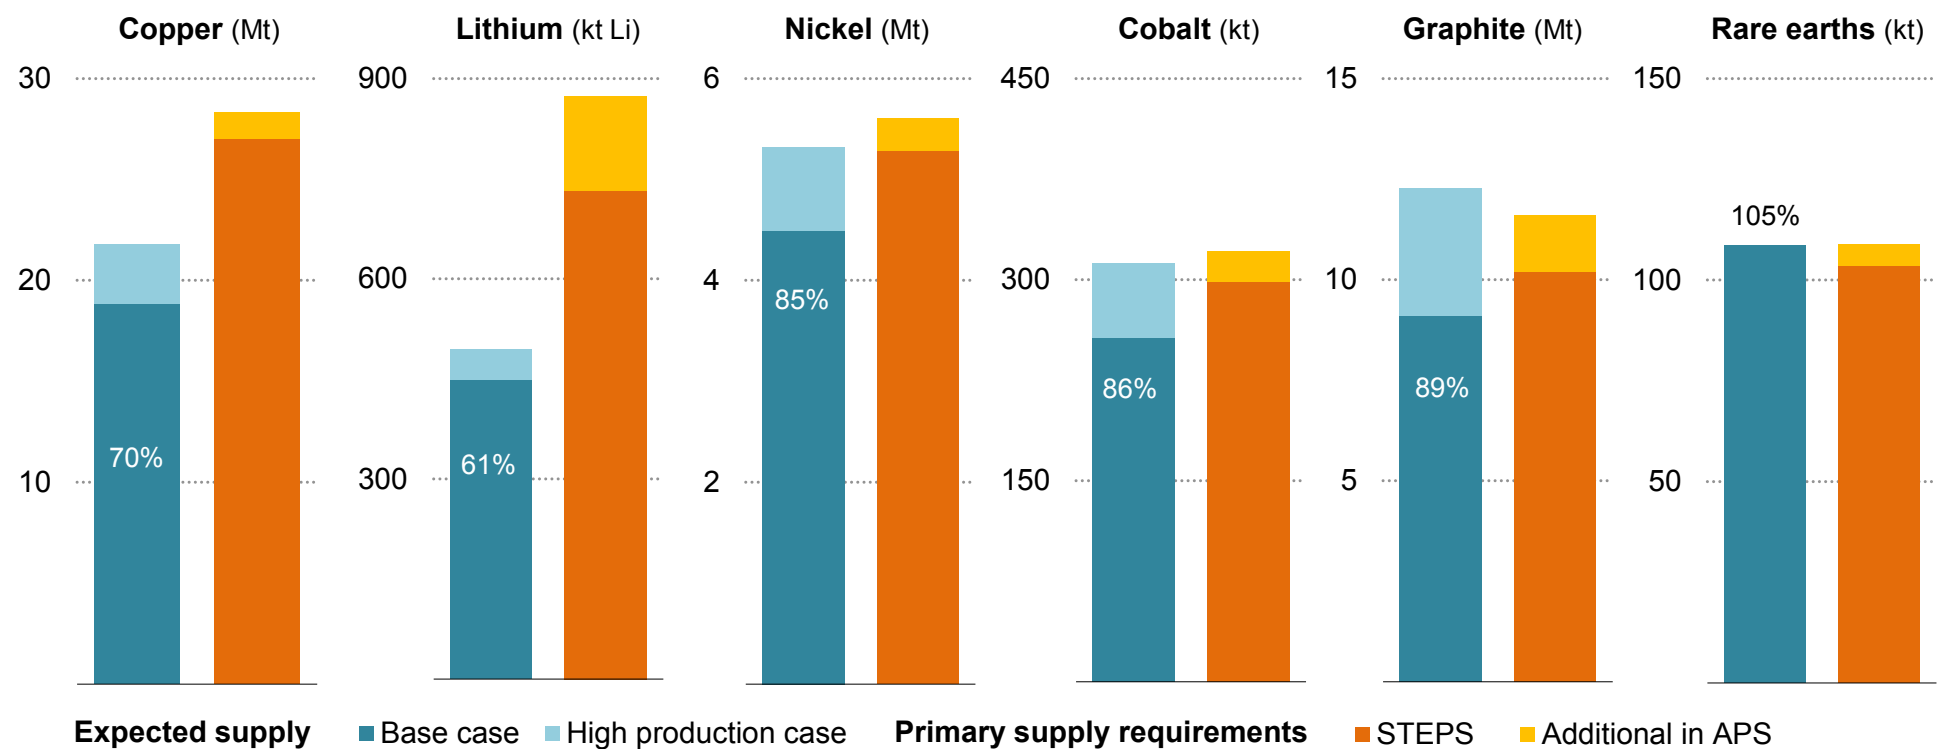 Copper (Mt) Lithium (kt Li) Nickel (Mt) Cobalt (kt) Graphite (Mt) Rare earths (kt)
30 900 6 450 15 150
105%
20 600 4 300 10 100
85%
86% 89%
70% 61%
10 300 2 150 5 50
Expected supply Base case High production case Primary supply requirements STEPS Additional in APS